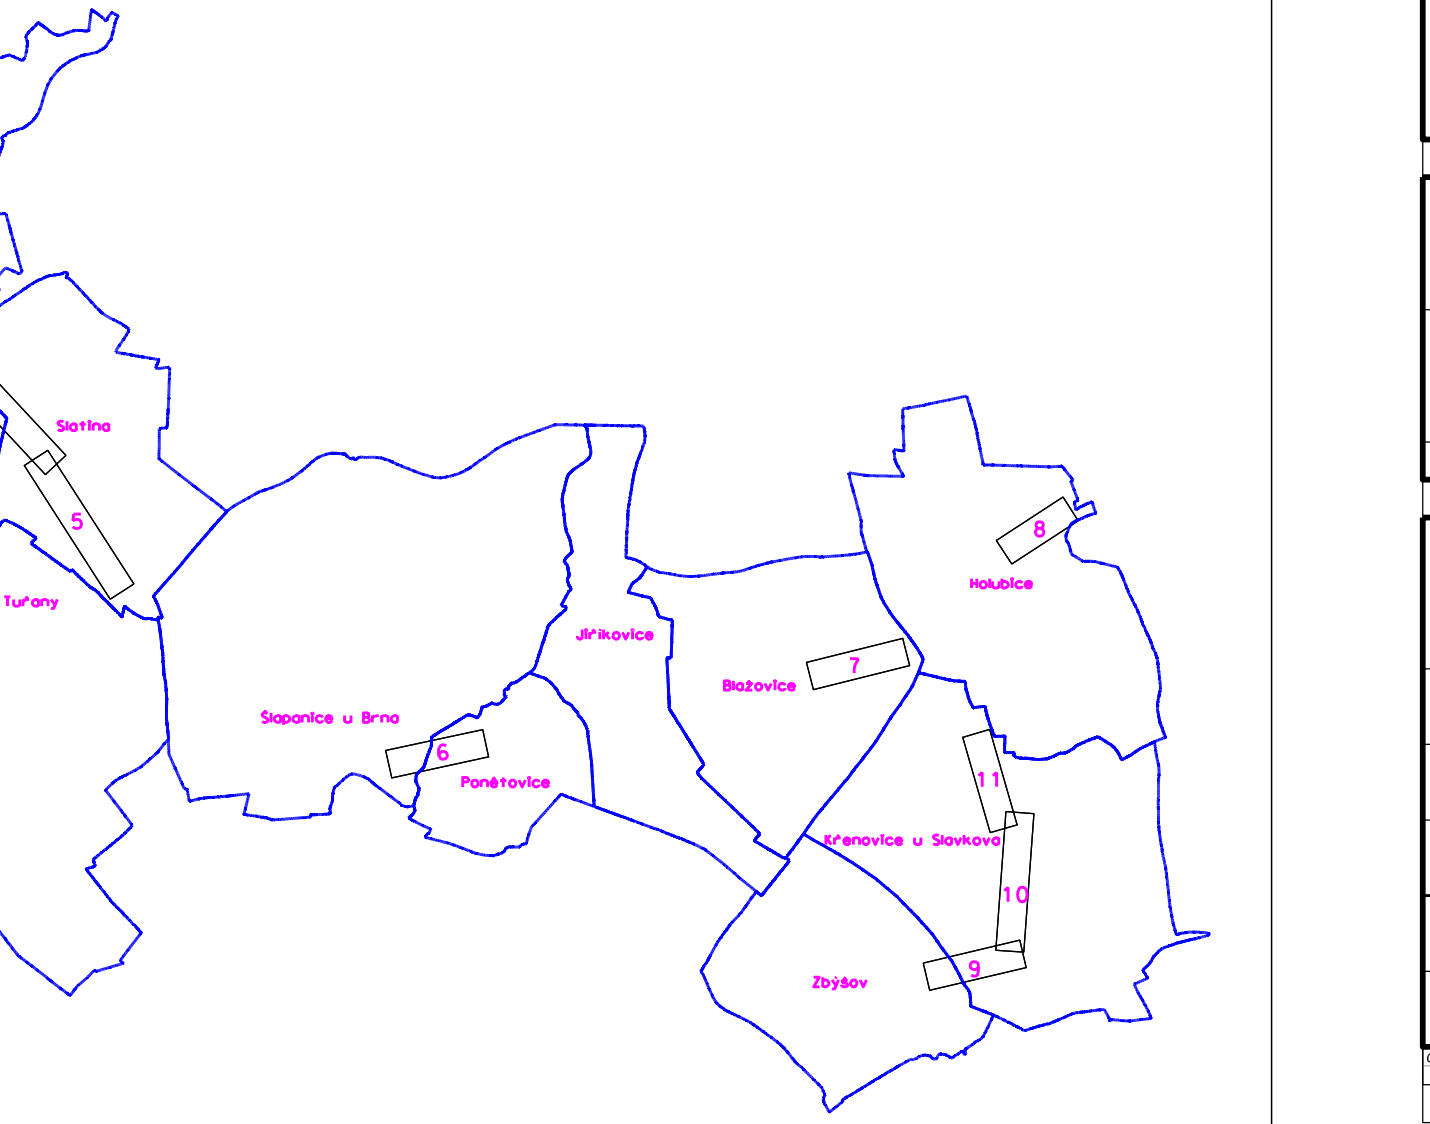 Slatina
5
8
Holubice
Tuřany
Jiříkovice
7
Blažovice
Šlapanice u Brna
6
Ponětovice
11
Křenovice u Slavkova
10
9
Zbýšov